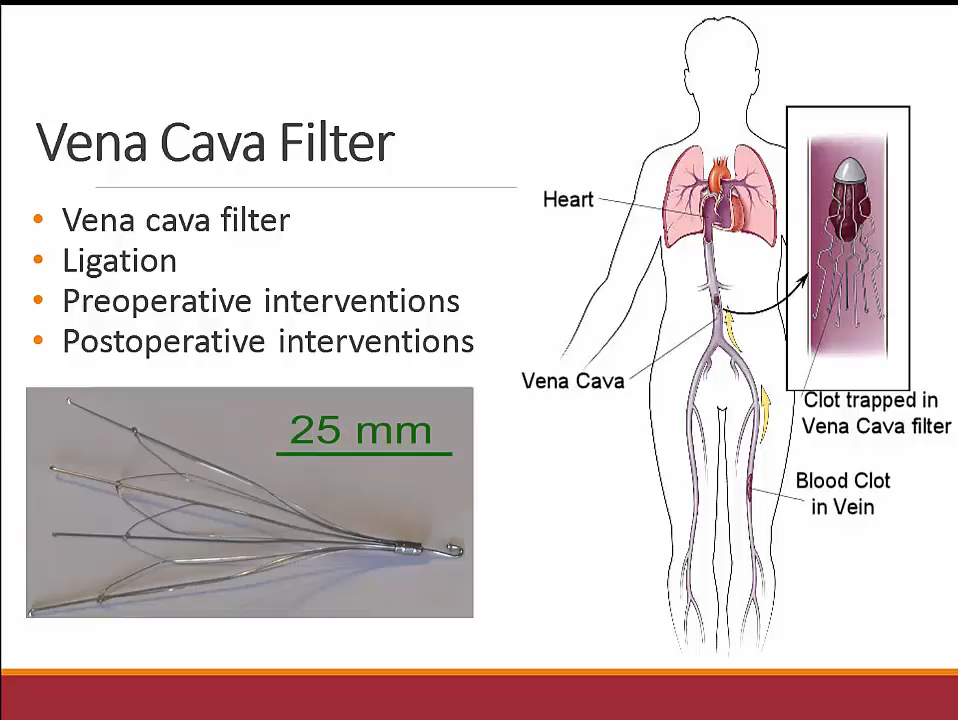 Vena Cava Filter
• Vena cava filter
• Ligation
• Preoperative interventions
• Postoperative interventions
25 mm
Heart
Vena Cava
Clot trapped in
Vena Cava filter
Blood Clot
in Vein